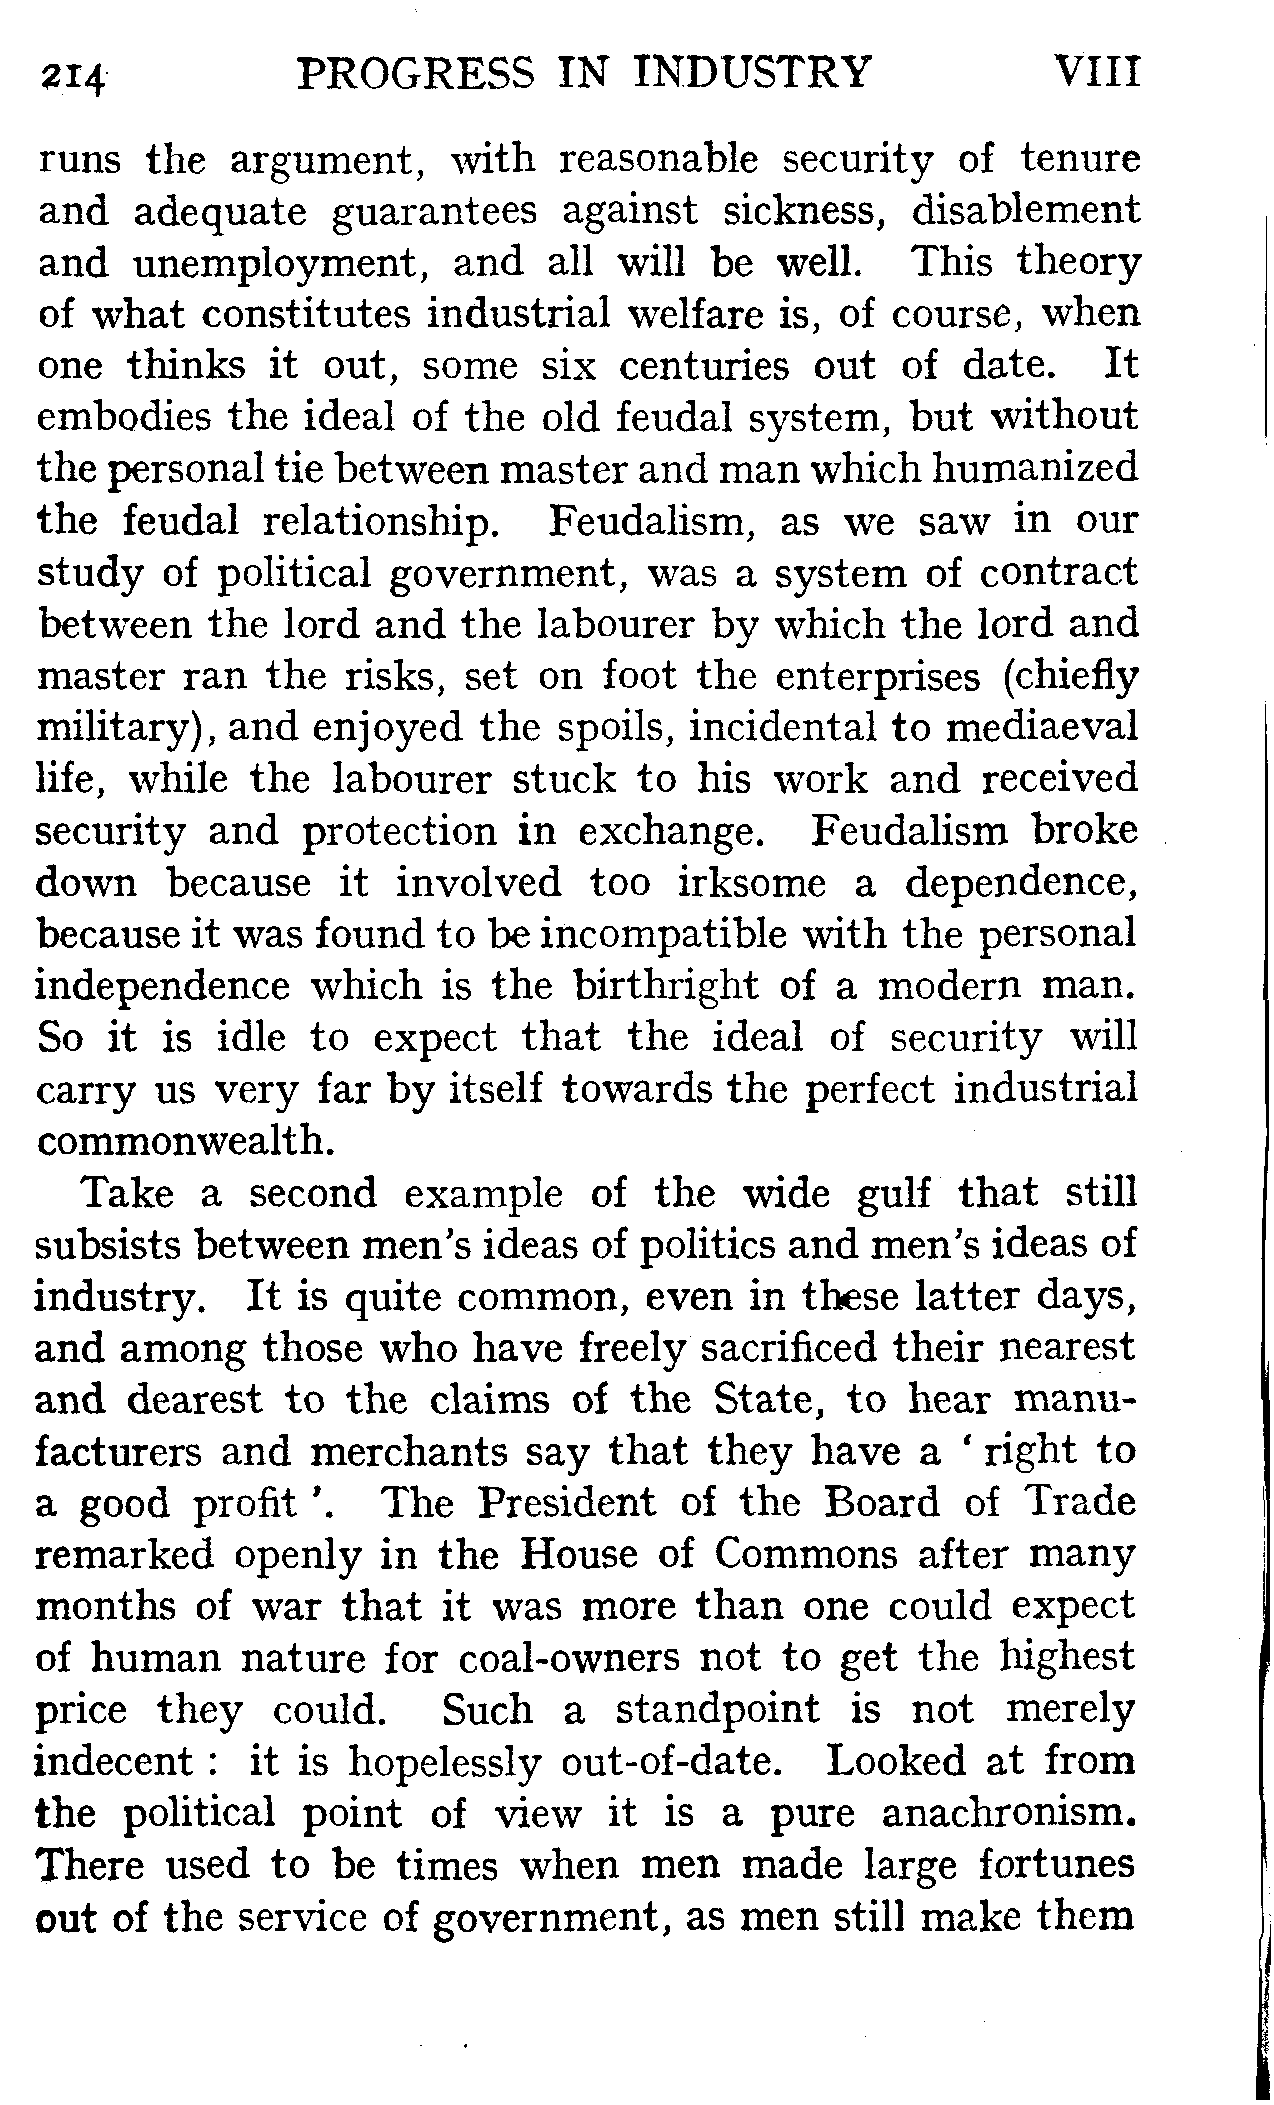 214 PROGRESS IN INDUSTRY VIII
runs the argument, with reasonable security of tenure
and adequate guarantees against sickness, disablement
and unemployment, and all will be well. This theory
of what constitutes industrial welfare is, of course, when
one thinks it out, some six centuries out of date. It
embodies the ideal of the old feudal system, but without
the personal tie between master and man which humanized
the feudal relationship. Feudalism, as we saw in our
study of political government, was a system of contract
between the lord and the labourer by which the lord and
master ran the risks, set on foot the enterprises (chiefly
military), and enjoyed the spoils, incidental to mediaeval
life, while the labourer stuck to his work and received
security and protection in exchange. Feudalism broke
down because it involved too irksome a dependence,
because it was found to be incompatible with the personal
independence which is the birthright of a modern man.
So it is idle to expect that the ideal of security will
carry us very far by itself towards the perfect industrial
commonwealth.
Take a second example of the wide gulf that still
subsists between men's ideas of politics and men's ideas of
industry. It is quite common, even in these latter days,
and among those who have freely sacrificed their nearest
and dearest to the claims of the State, to hear manu-
facturers and merchants say that they have a ‘ right to
a good profit ’. The President of the Board of Trade
remarked openly in the House of Commons after many
months of war that it was more than one could expect
of human nature for coal-owners not to get the highest
price they could. Such a standpoint is not merely
indecent : it is hopelessly out-of-date. Looked at from
the political point of view it is a pure anachronism.
There used to be times when men made large fortunes
out of the service of government, as men still make them